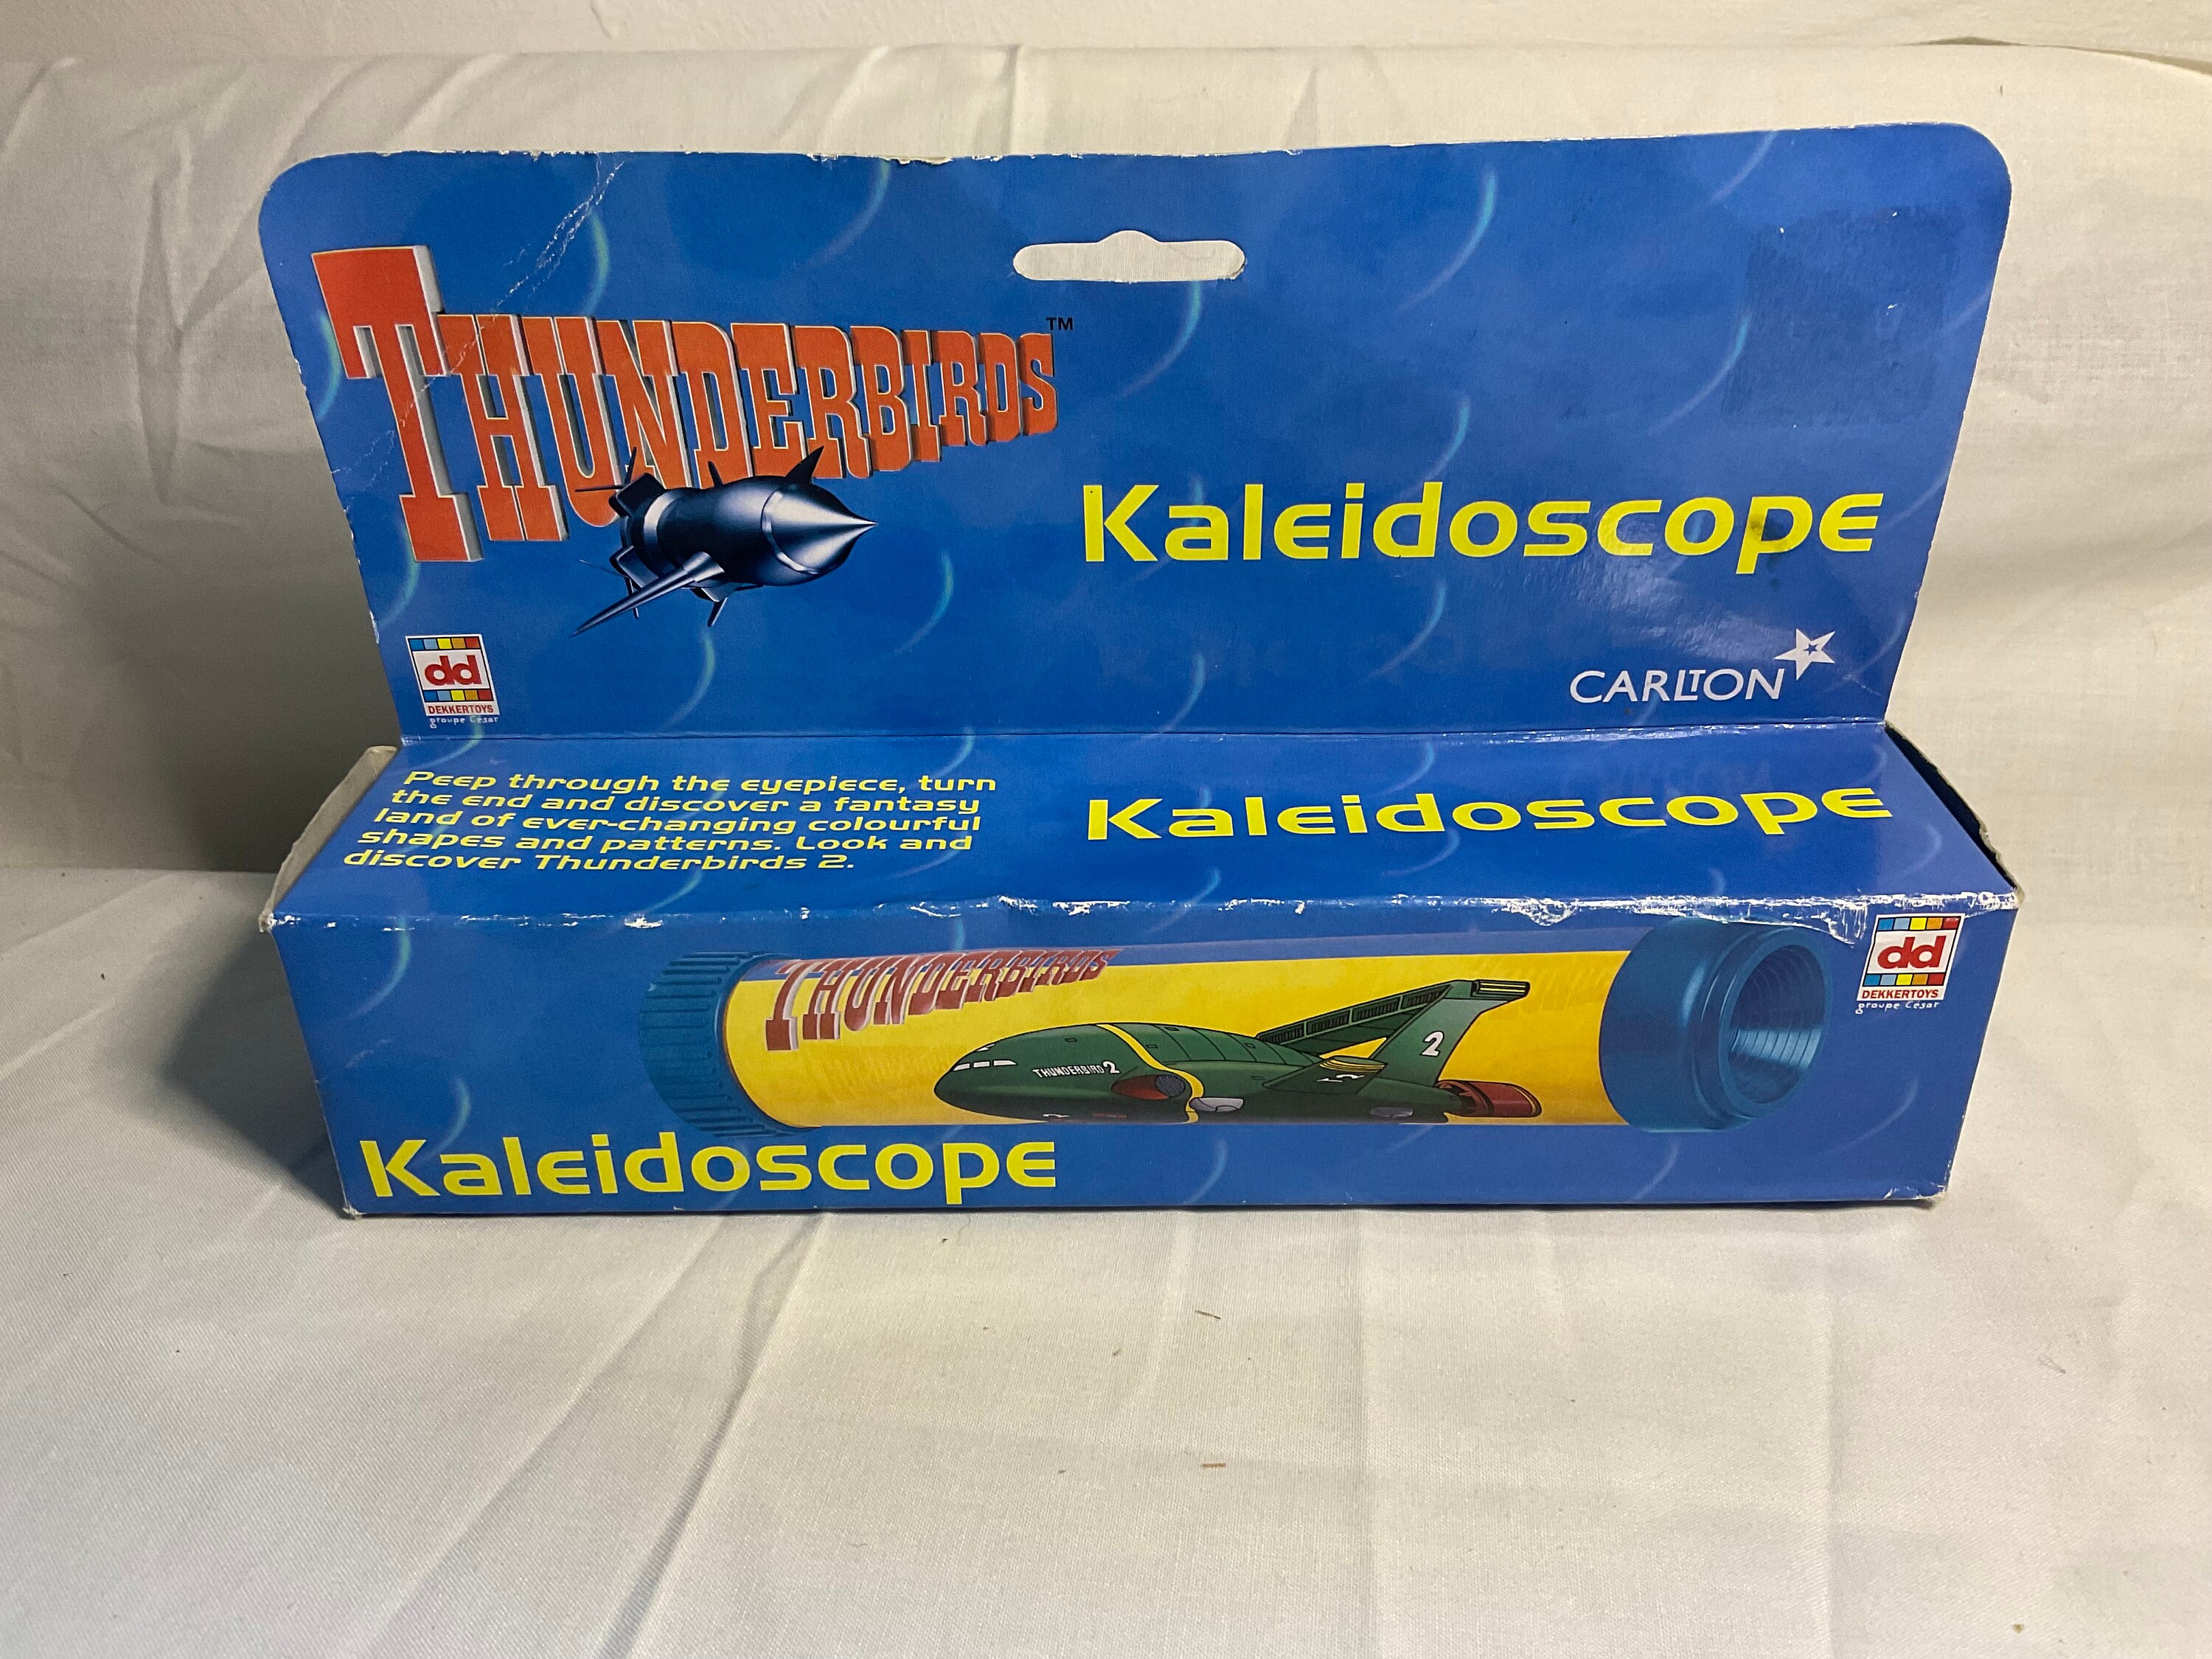 THUNDERBIRDS™
Kaleidoscope
dd
DEKKERTOYS
groupe César
CARLTON
Peep through the eyepiece, turn
the end and discover a fantasy
land of ever-changing colourful
shapes and patterns. Look and
discover Thunderbirds 2.
Kaleidoscope
THUNDERBIRDS
THUNDERBIRD 2
2
dd
DEKKERTOYS
groupe César
Kaleidoscope